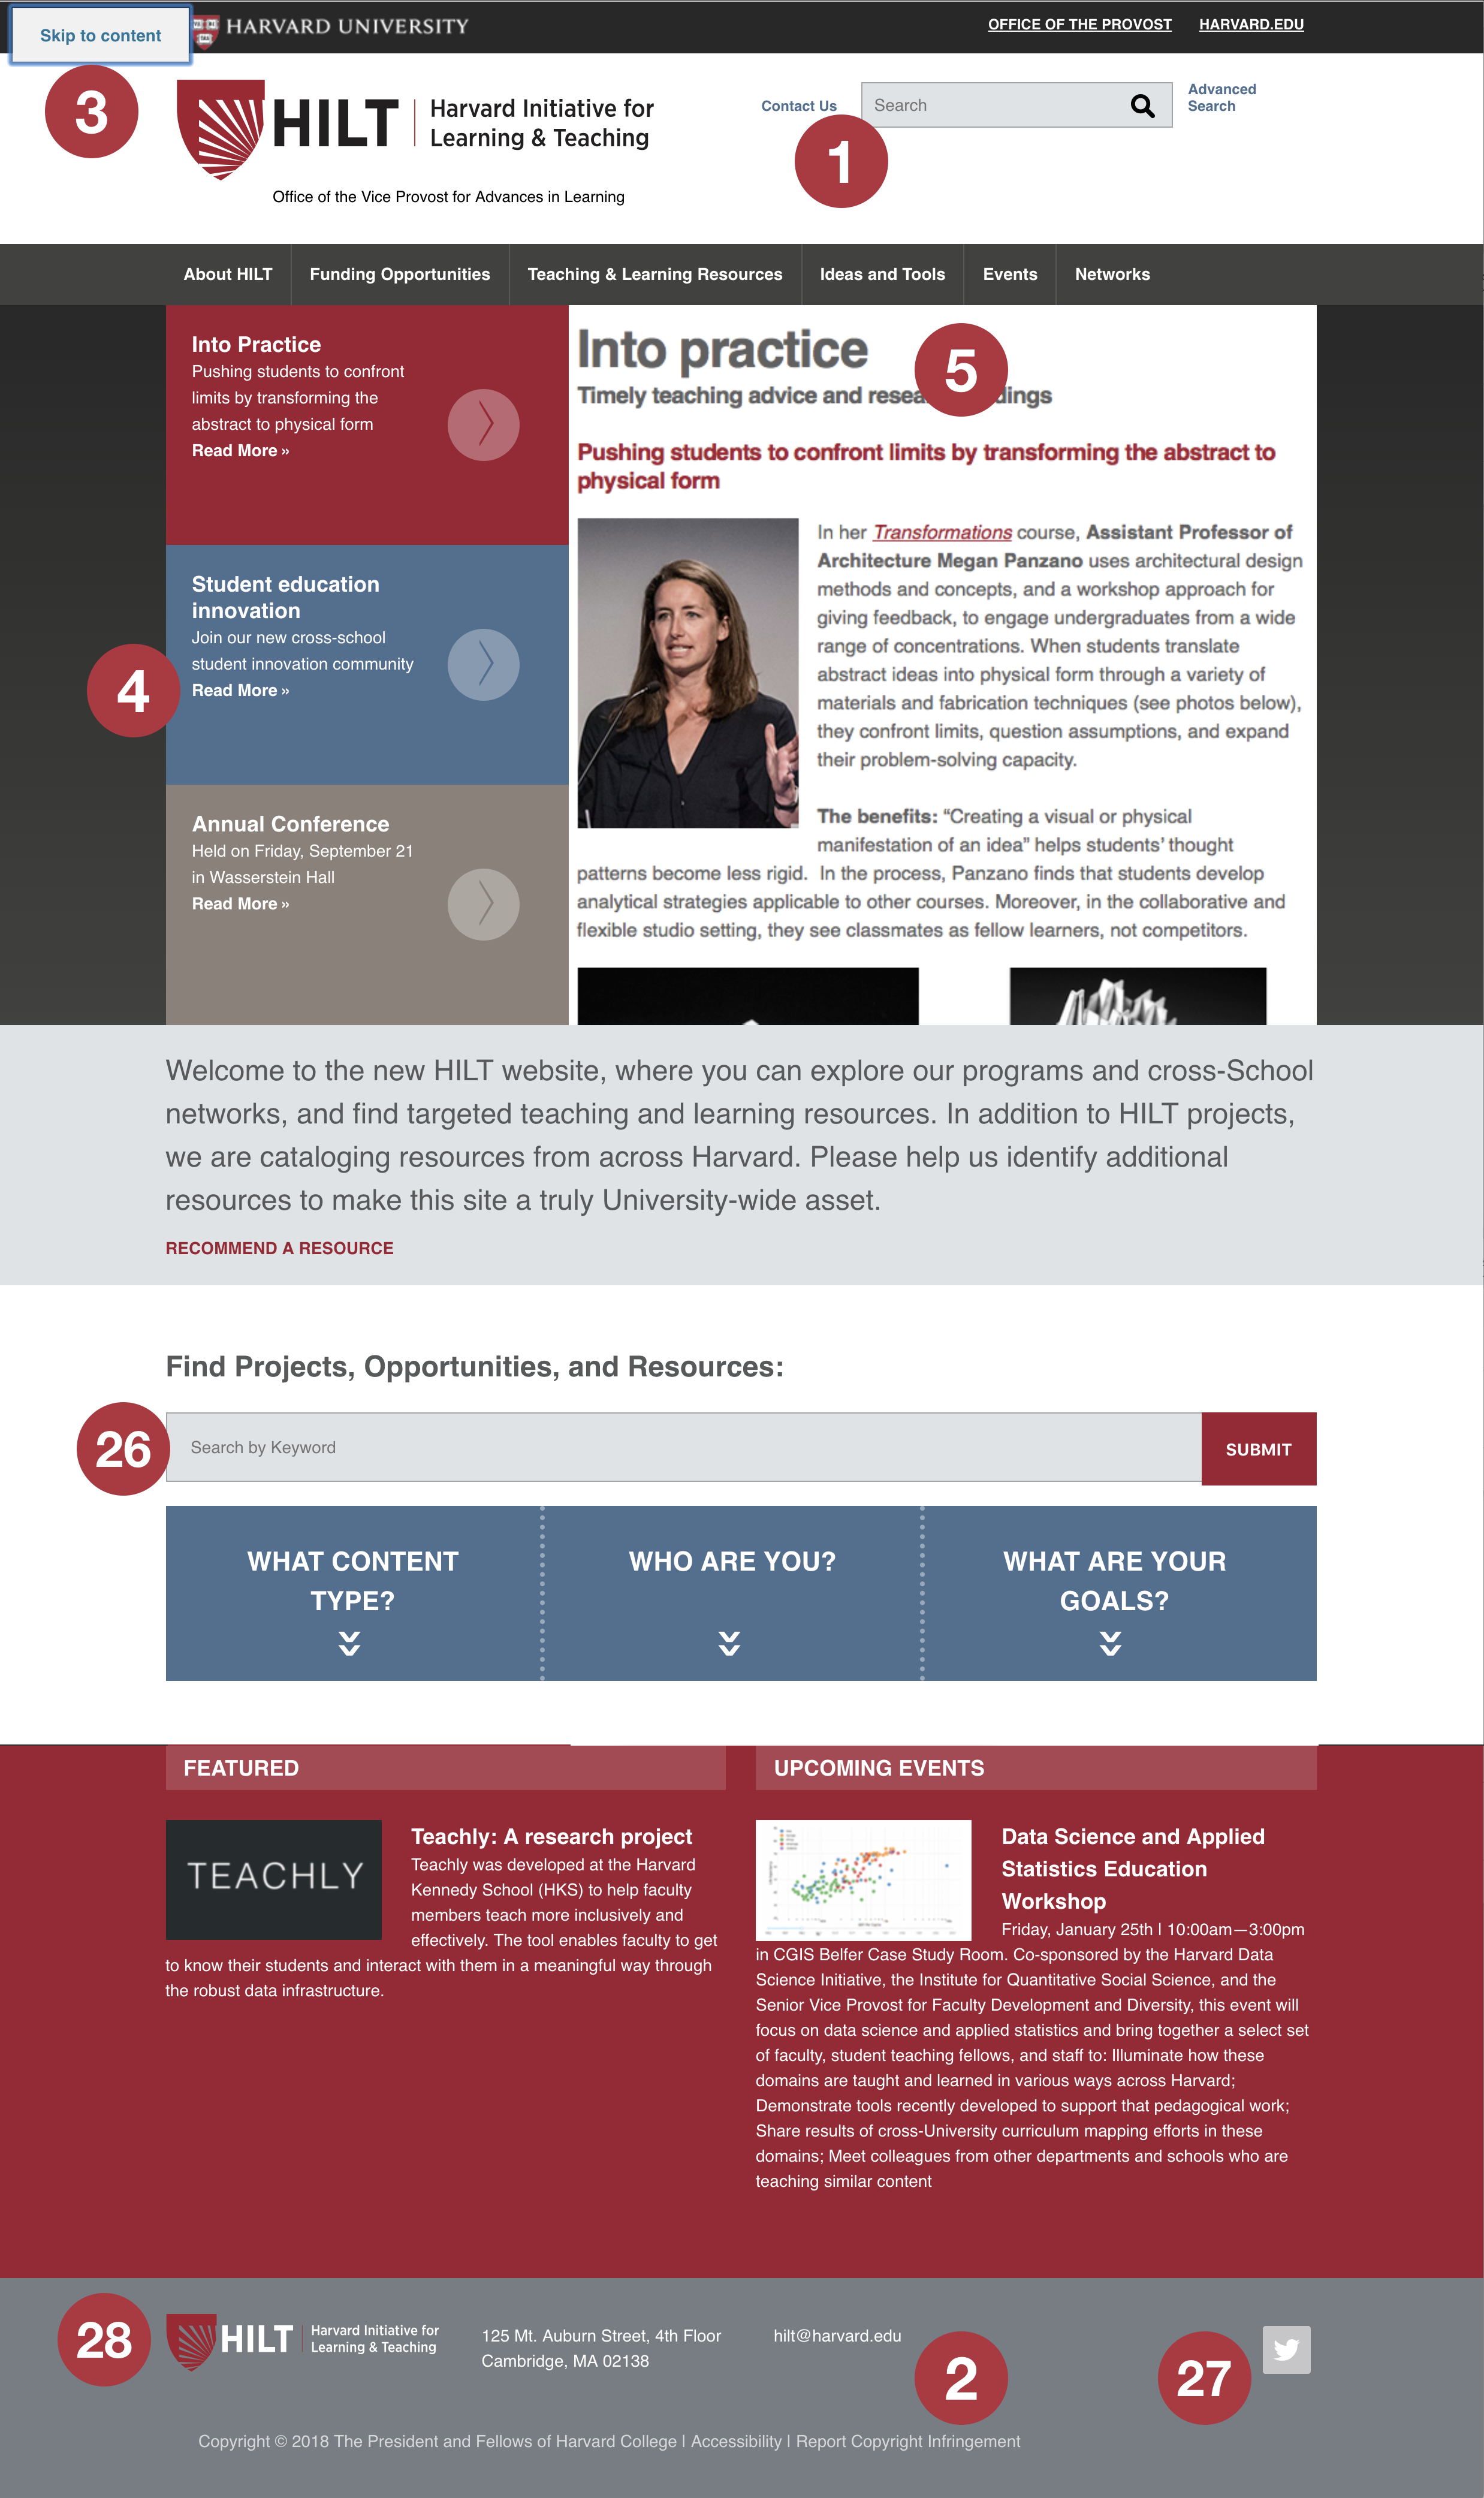 Skip to content
HARVARD UNIVERSITY
OFFICE OF THE PROVOST
HARVARD.EDU
3
HILT
Harvard Initiative for
Learning & Teaching
Office of the Vice Provost for Advances in Learning
Contact Us
Search
Advanced
Search
1
About HILT
Funding Opportunities
Teaching & Learning Resources
Ideas and Tools
Events
Networks
Into Practice
Pushing students to confront
limits by transforming the
abstract to physical form
Read More »
4
Student education
innovation
Join our new cross-school
student innovation community
Read More »
Annual Conference
Held on Friday, September 21
in Wasserstein Hall
Read More »
Into practice
5
Timely teaching advice and
Pushing students to confront limits by transforming the abstract to
physical form
In her Transformations course, Assistant Professor of
Architecture Megan Panzano uses architectural design
methods and concepts, and a workshop approach for
giving feedback, to engage undergraduates from a wide
range of concentrations. When students translate
abstract ideas into physical form through a variety of
materials and fabrication techniques (see photos below),
they confront limits, question assumptions, and expand
their problem-solving capacity.
The benefits: “Creating a visual or physical
manifestation of an idea” helps students’ thought
patterns become less rigid. In the process, Panzano finds that students develop
analytical strategies applicable to other courses. Moreover, in the collaborative and
flexible studio setting, they see classmates as fellow learners, not competitors.
Welcome to the new HILT website, where you can explore our programs and cross-School
networks, and find targeted teaching and learning resources. In addition to HILT projects,
we are cataloging resources from across Harvard. Please help us identify additional
resources to make this site a truly University-wide asset.
RECOMMEND A RESOURCE
Find Projects, Opportunities, and Resources:
26
Search by Keyword
SUBMIT
WHAT CONTENT
TYPE?
WHO ARE YOU?
WHAT ARE YOUR
GOALS?
FEATURED
TEACHLY
Teachly: A research project
Teachly was developed at the Harvard
Kennedy School (HKS) to help faculty
members teach more inclusively and
effectively. The tool enables faculty to get
to know their students and interact with them in a meaningful way through
the robust data infrastructure.
UPCOMING EVENTS
Data Science and Applied
Statistics Education
Workshop
Friday, January 25th | 10:00am—3:00pm
in CGIS Belfer Case Study Room. Co-sponsored by the Harvard Data
Science Initiative, the Institute for Quantitative Social Science, and the
Senior Vice Provost for Faculty Development and Diversity, this event will
focus on data science and applied statistics and bring together a select set
of faculty, student teaching fellows, and staff to: Illuminate how these
domains are taught and learned in various ways across Harvard;
Demonstrate tools recently developed to support that pedagogical work;
Share results of cross-University curriculum mapping efforts in these
domains; Meet colleagues from other departments and schools who are
teaching similar content
28
HILT
Harvard Initiative for
Learning & Teaching
125 Mt. Auburn Street, 4th Floor
Cambridge, MA 02138
hilt@harvard.edu
2
27
Copyright © 2018 The President and Fellows of Harvard College | Accessibility | Report Copyright Infringement